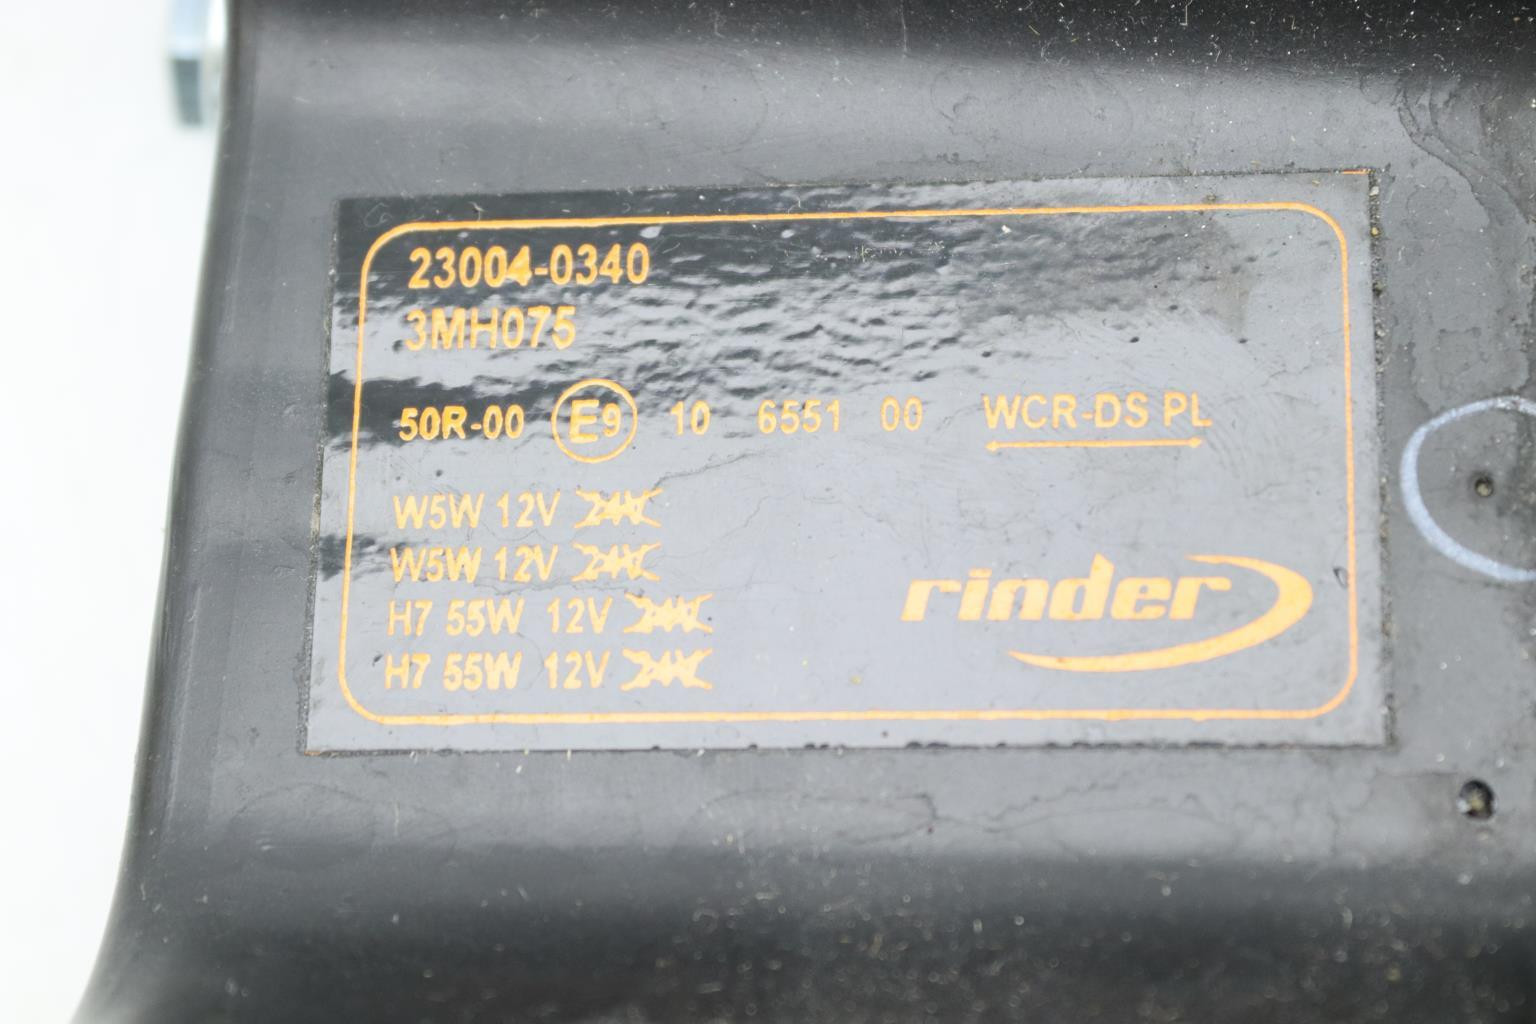 23004-0340
3MH075
50R-00 E9 10 6551 00 WCR-DS PL
W5W 12V 24V
W5W 12V 24V
H7 55W 12V 24V
H7 55W 12V 24V
rinder